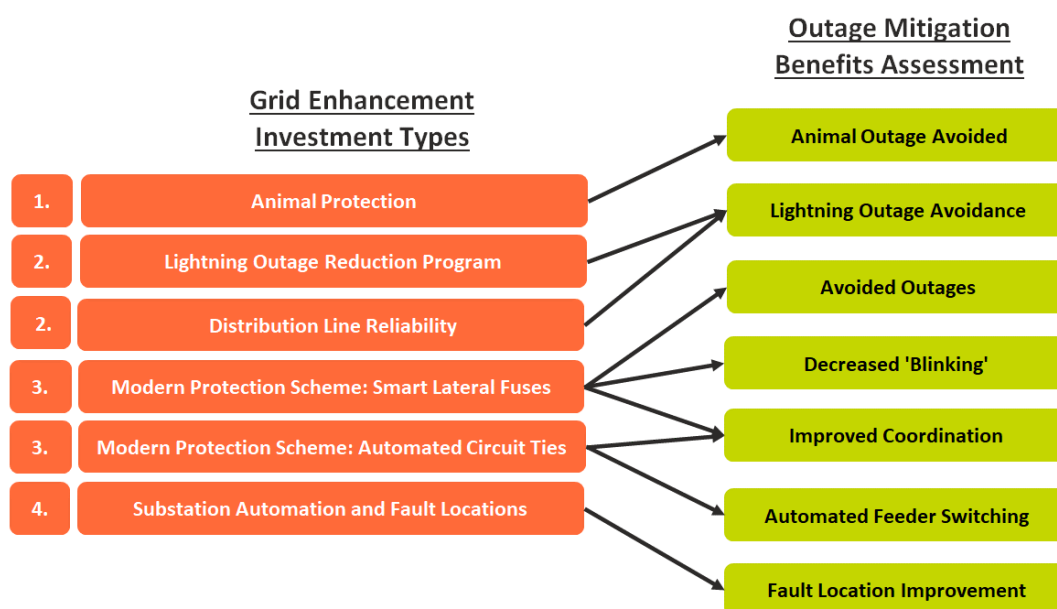 Outage Mitigation
Benefits Assessment
Grid Enhancement
Investment Types
Animal Outage Avoided
1.
Animal Protection
Lightning Outage Avoidance
2.
Lightning Outage Reduction Program
Avoided Outages
2.
Distribution Line Reliability
Decreased 'Blinking'
3.
Modern Protection Scheme: Smart Lateral Fuses
Improved Coordination
3.
Modern Protection Scheme: Automated Circuit Ties
4.
Substation Automation and Fault Locations
Automated Feeder Switching
Fault Location Improvement